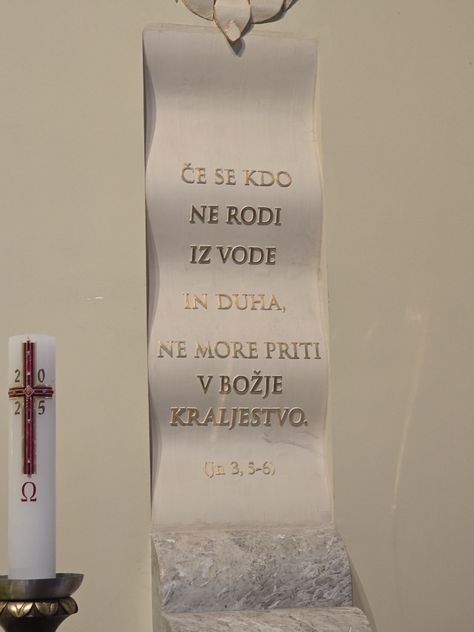 ČE SE KDO
NE RODI
IZ VODE
IN DUHA,
NE MORE PRITI
V BOŽJE
KRALJESTVO.
(Jn 3, 5-6)
2 0
2 5
Ω